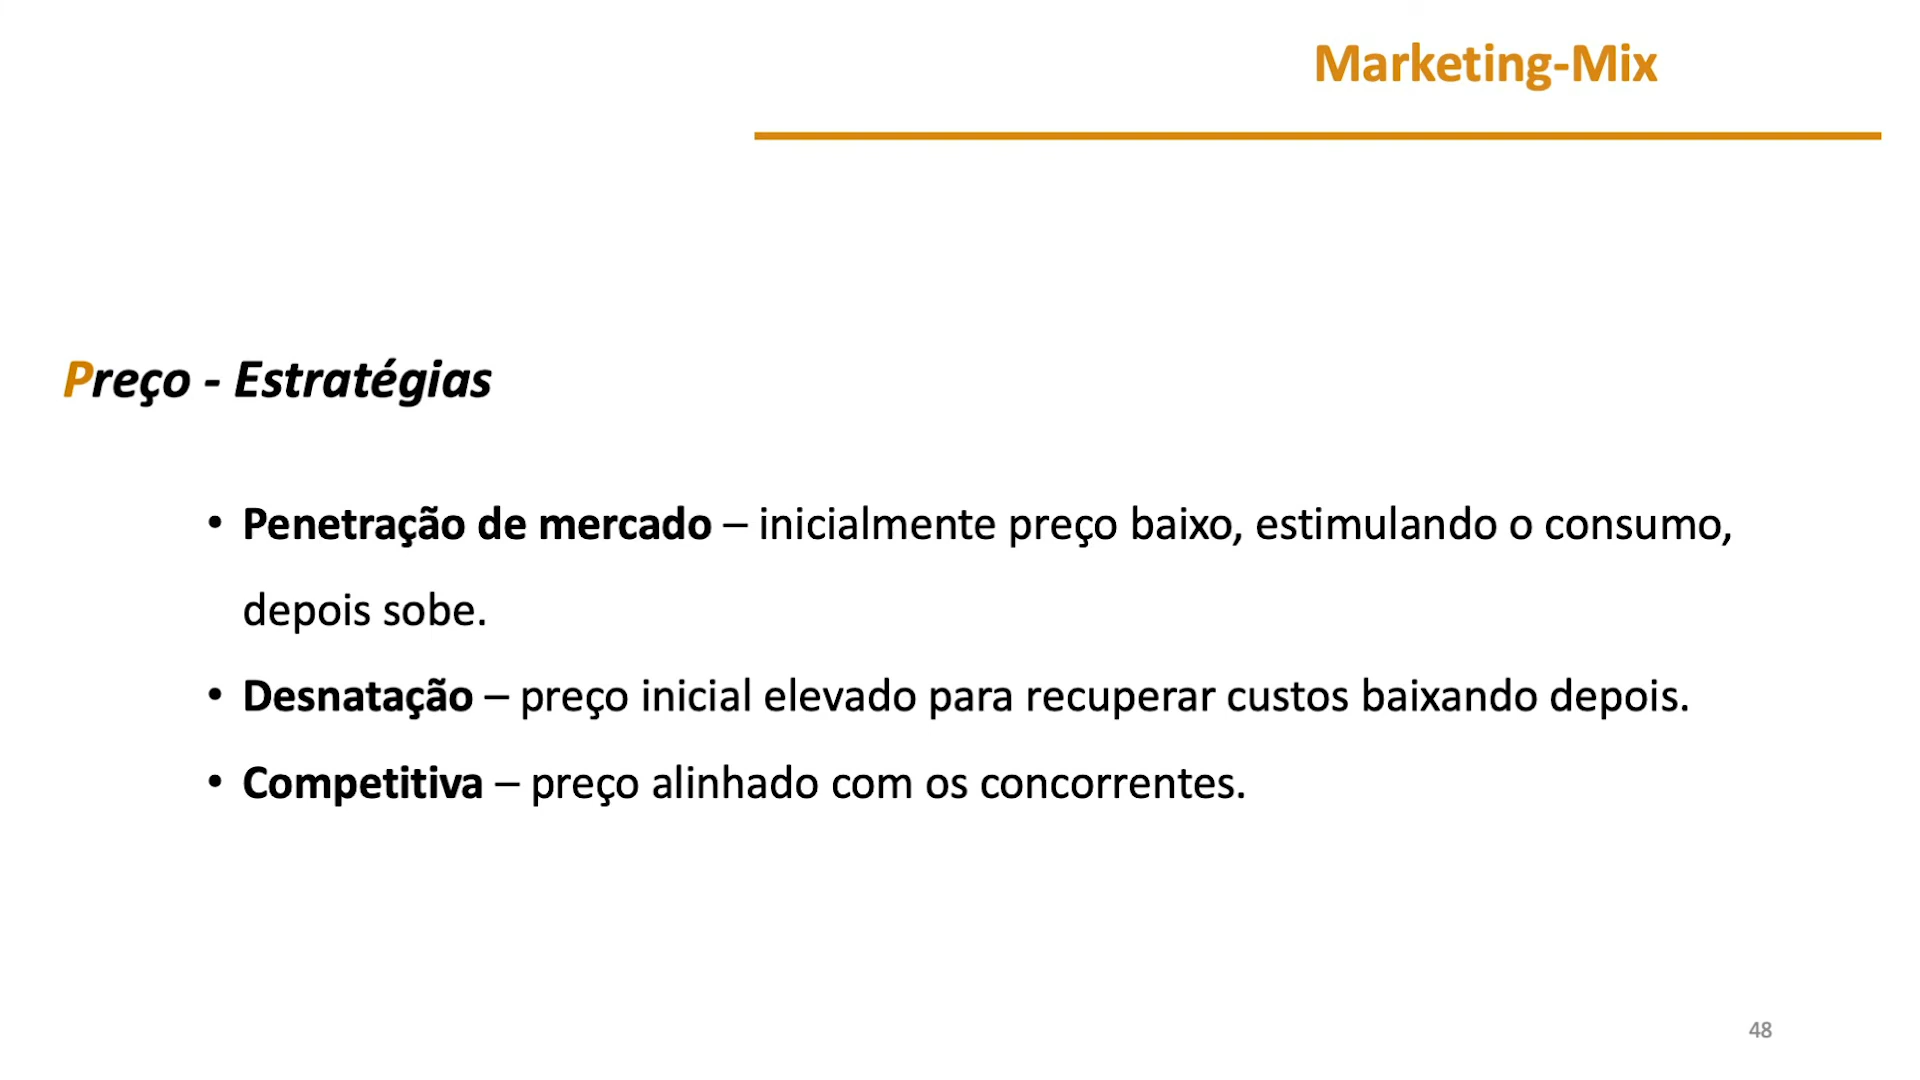 Marketing-Mix
Preço - Estratégias
• Penetração de mercado – inicialmente preço baixo, estimulando o consumo,
depois sobe.
• Desnatação – preço inicial elevado para recuperar custos baixando depois.
• Competitiva – preço alinhado com os concorrentes.
48